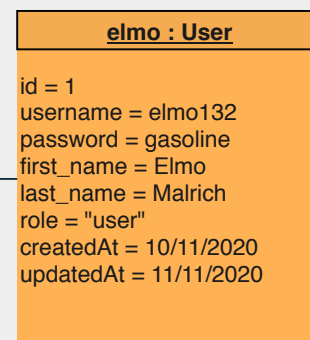 elmo : User
id = 1
username = elmo132
password = gasoline
first_name = Elmo
last_name = Malrich
role = "user"
createdAt = 10/11/2020
updatedAt = 11/11/2020